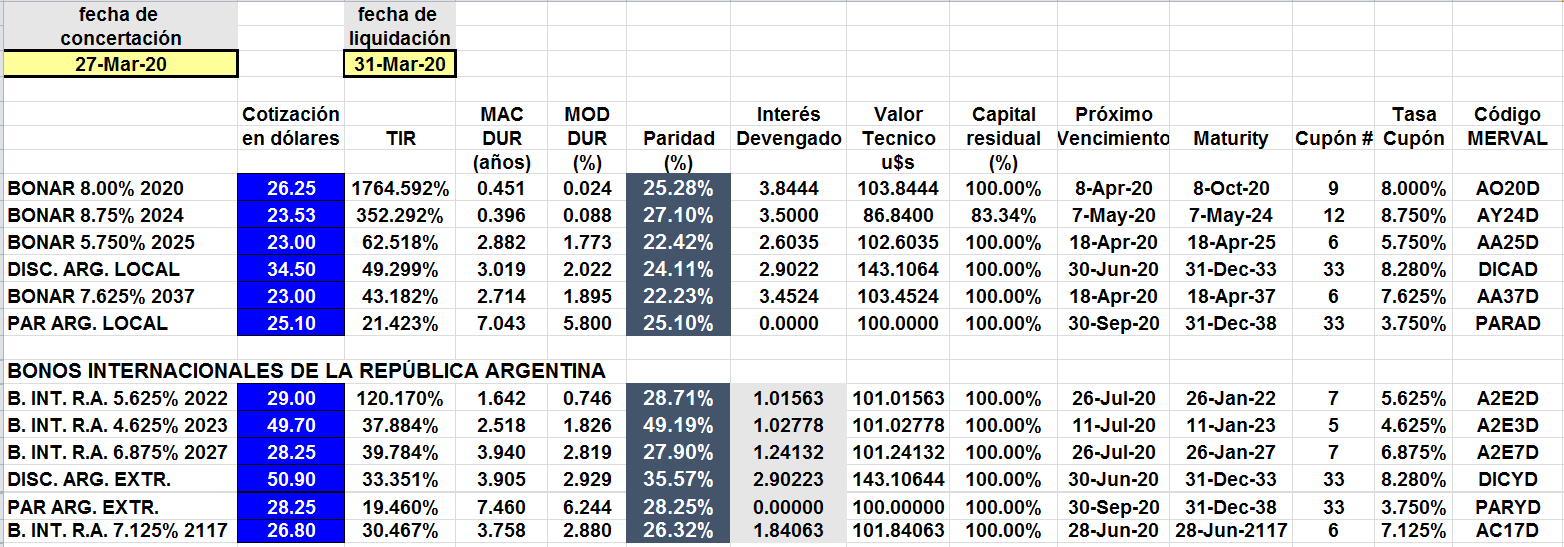 fecha de fecha de
concertación liquidación
27-Mar-20 31-Mar-20
Cotización MAC MOD Interés Valor Capital Próximo Tasa Código
en dólares TIR DUR DUR Paridad Devengado Tecnico residual Vencimiento Maturity Cupón # Cupón MERVAL
(años) (%) (%) u$s (%)
BONAR 8.00% 2020 26.25 1764.592% 0.451 0.024 25.28% 3.8444 103.8444 100.00% 8-Apr-20 8-Oct-20 9 8.000% AO20D
BONAR 8.75% 2024 23.53 352.292% 0.396 0.088 27.10% 3.5000 86.8400 83.34% 7-May-20 7-May-24 12 8.750% AY24D
BONAR 5.750% 2025 23.00 62.518% 2.882 1.773 22.42% 2.6035 102.6035 100.00% 18-Apr-20 18-Apr-25 6 5.750% AA25D
DISC. ARG. LOCAL 34.50 49.299% 3.019 2.022 24.11% 2.9022 143.1064 100.00% 30-Jun-20 31-Dec-33 33 8.280% DICAD
BONAR 7.625% 2037 23.00 43.182% 2.714 1.895 22.23% 3.4524 103.4524 100.00% 18-Apr-20 18-Apr-37 6 7.625% AA37D
PAR ARG. LOCAL 25.10 21.423% 7.043 5.800 25.10% 0.0000 100.0000 100.00% 30-Sep-20 31-Dec-38 33 3.750% PARAD
BONOS INTERNACIONALES DE LA REPÚBLICA ARGENTINA
B. INT. R.A. 5.625% 2022 29.00 120.170% 1.642 0.746 28.71% 1.01563 101.01563 100.00% 26-Jul-20 26-Jan-22 7 5.625% A2E2D
B. INT. R.A. 4.625% 2023 49.70 37.884% 2.518 1.826 49.19% 1.02778 101.02778 100.00% 11-Jul-20 11-Jan-23 5 4.625% A2E3D
B. INT. R.A. 6.875% 2027 28.25 39.784% 3.940 2.819 27.90% 1.24132 101.24132 100.00% 26-Jul-20 26-Jan-27 7 6.875% A2E7D
DISC. ARG. EXTR. 50.90 33.351% 3.905 2.929 35.57% 2.90223 143.10644 100.00% 30-Jun-20 31-Dec-33 33 8.280% DICYD
PAR ARG. EXTR. 28.25 19.460% 7.460 6.244 28.25% 0.00000 100.00000 100.00% 30-Sep-20 31-Dec-38 33 3.750% PARYD
B. INT. R.A. 7.125% 2117 26.80 30.467% 3.758 2.880 26.32% 1.84063 101.84063 100.00% 28-Jun-20 28-Jun-2117 6 7.125% AC17D